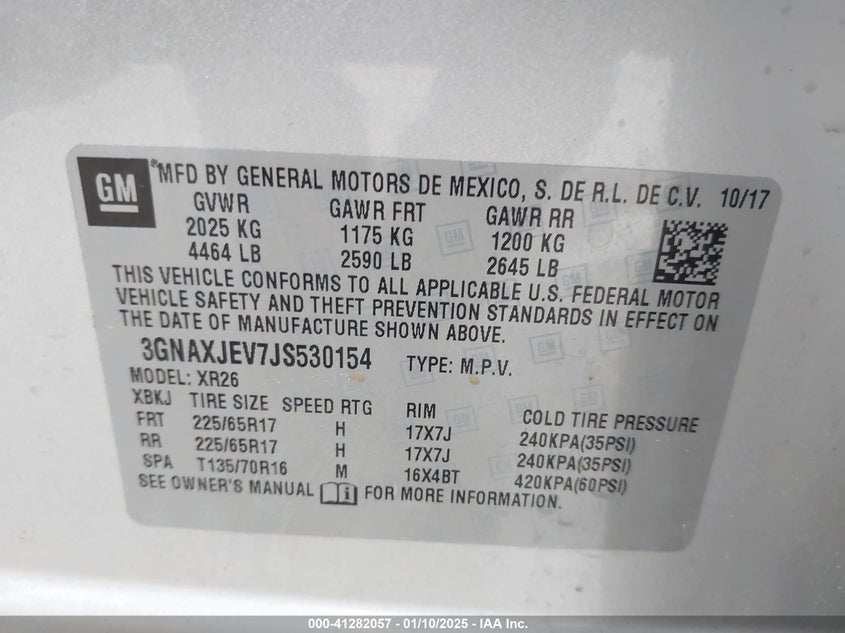 GM
®MFD BY GENERAL MOTORS DE MEXICO, S. DE R.L. DE C.V. 10/17
GVWR GAWR FRT GAWR RR
2025 KG 1175 KG 1200 KG
4464 LB 2590 LB 2645 LB
THIS VEHICLE CONFORMS TO ALL APPLICABLE U.S. FEDERAL MOTOR
VEHICLE SAFETY AND THEFT PREVENTION STANDARDS IN EFFECT ON
THE DATE OF MANUFACTURE SHOWN ABOVE.
3GNAXJEV7JS530154 TYPE: M.P.V.
MODEL: XR26
XBKJ TIRE SIZE SPEED RTG RIM COLD TIRE PRESSURE
FRT 225/65R17 H 17X7J 240KPA(35PSI)
RR 225/65R17 H 17X7J 240KPA(35PSI)
SPA T135/70R16 M 16X4BT 420KPA(60PSI)
SEE OWNER'S MANUAL FOR MORE INFORMATION.
000-41282057 - 01/10/2025 - IAA Inc.